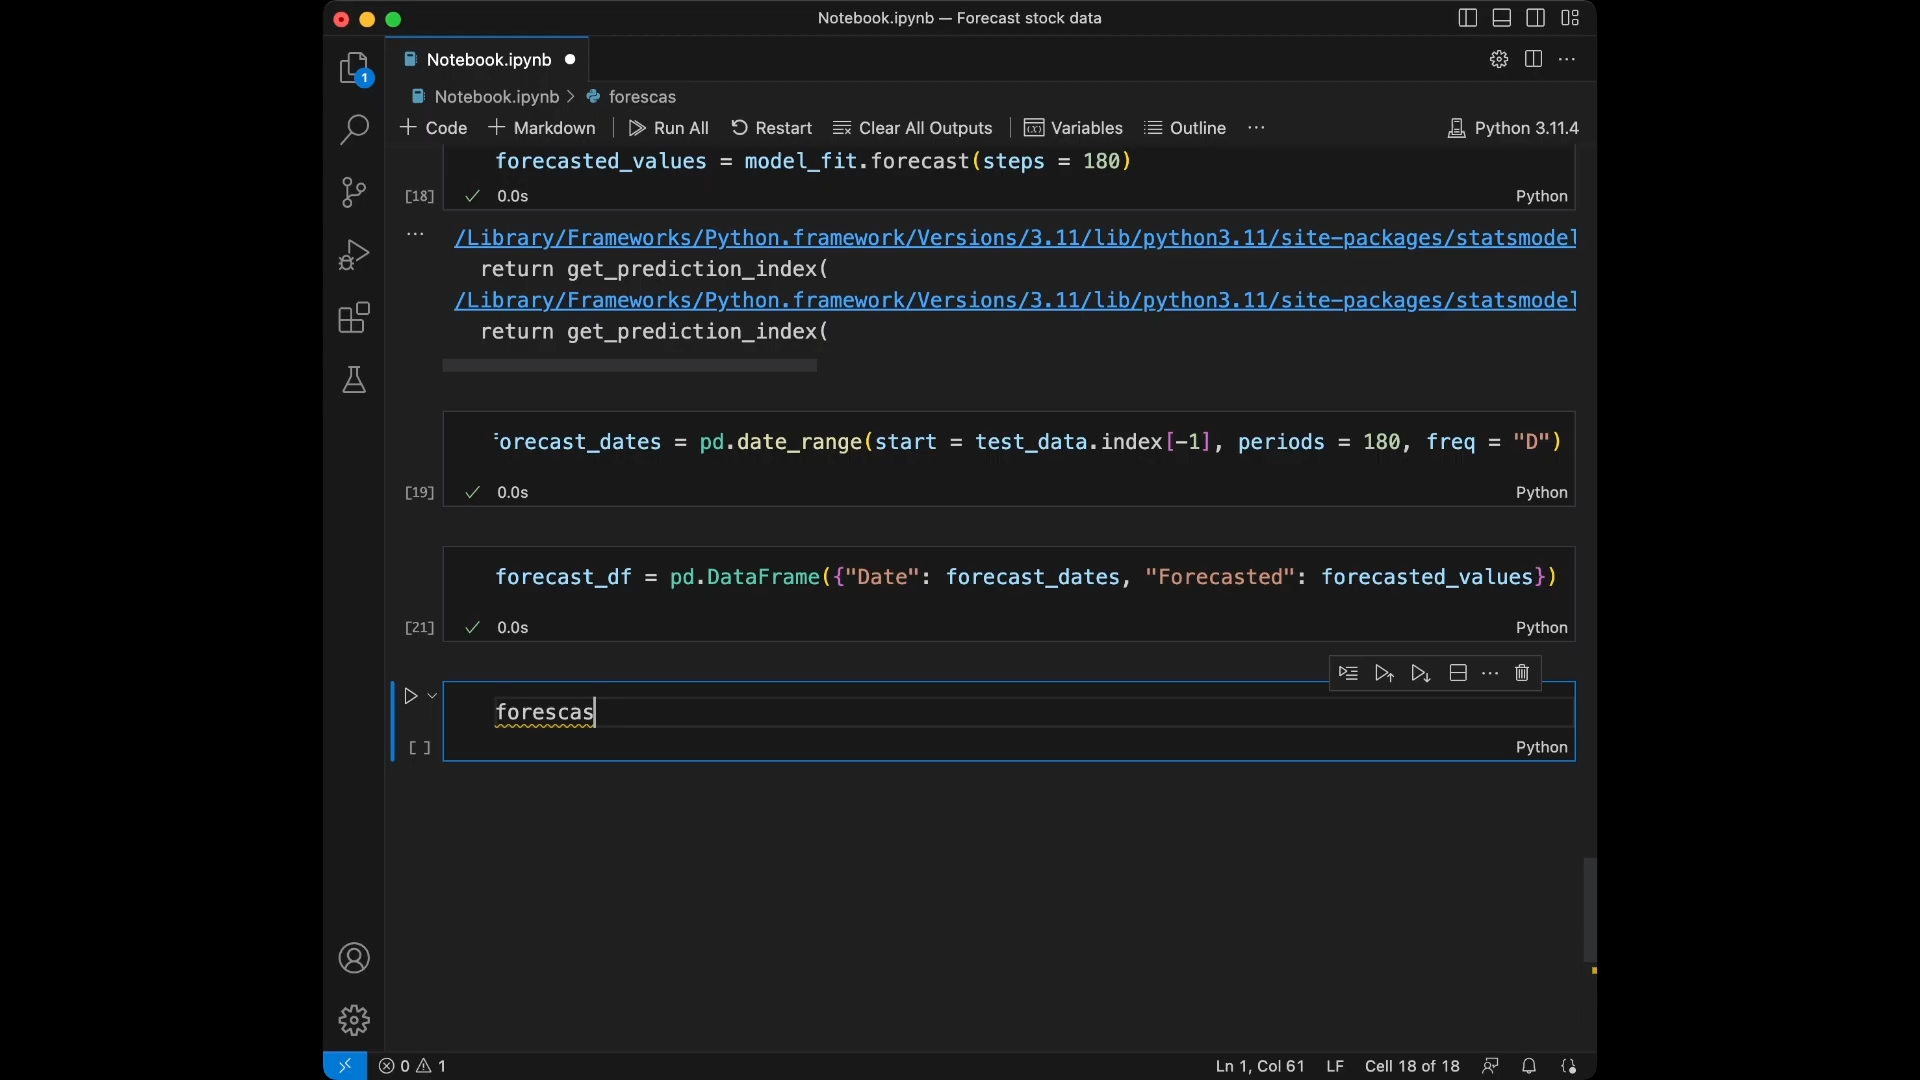 Notebook.ipynb — Forecast stock data
1
Notebook.ipynb
Notebook.ipynb > forescas
+ Code + Markdown Run All Restart Clear All Outputs Variables Outline ··· Python 3.11.4
forecasted_values = model_fit.forecast(steps = 180)
[18] ✓ 0.0s Python
... /Library/Frameworks/Python.framework/Versions/3.11/lib/python3.11/site-packages/statsmodel
return get_prediction_index(
/Library/Frameworks/Python.framework/Versions/3.11/lib/python3.11/site-packages/statsmodel
return get_prediction_index(
orecast_dates = pd.date_range(start = test_data.index[-1], periods = 180, freq = "D")
[19] ✓ 0.0s Python
forecast_df = pd.DataFrame({"Date": forecast_dates, "Forecasted": forecasted_values})
[21] ✓ 0.0s Python
forescas
[ ] Python
0 1 Ln 1, Col 61 LF Cell 18 of 18